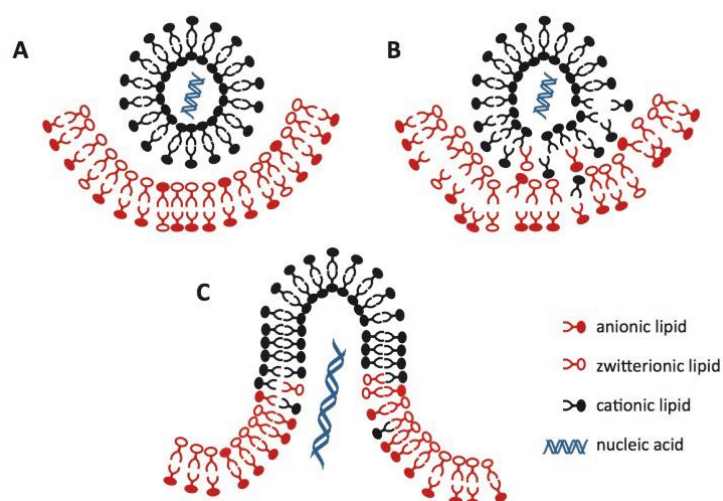 A
B
C
anionic lipid
zwitterionic lipid
cationic lipid
nucleic acid